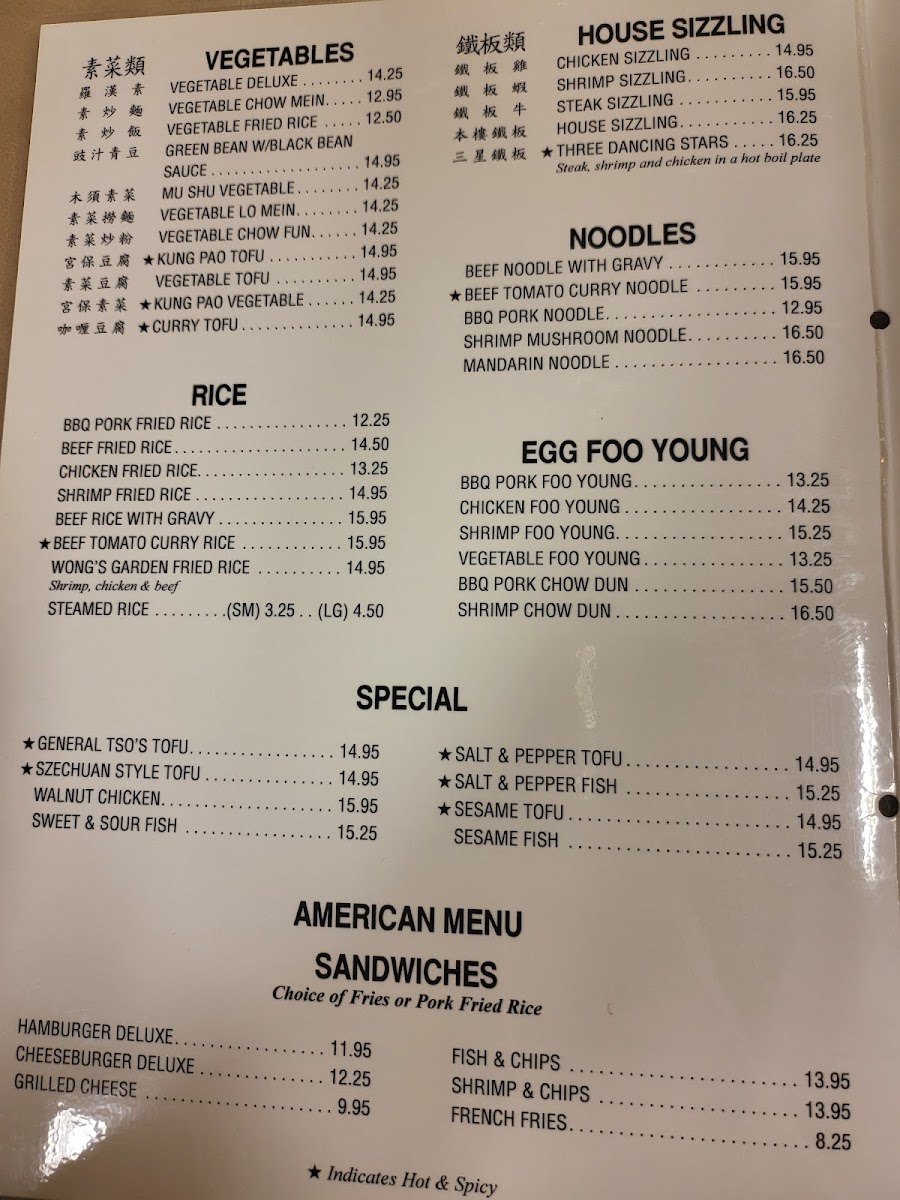 素菜類 VEGETABLES
羅漢素 VEGETABLE DELUXE ........ 14.25
素炒麵 VEGETABLE CHOW MEIN..... 12.95
素炒飯 VEGETABLE FRIED RICE ..... 12.50
豉汁青豆 GREEN BEAN W/BLACK BEAN
SAUCE ................... 14.95
木須素菜 MU SHU VEGETABLE........ 14.25
素菜撈麵 VEGETABLE LO MEIN....... 14.25
素菜炒粉 VEGETABLE CHOW FUN...... 14.25
宮保豆腐 ★KUNG PAO TOFU ........... 14.95
素菜豆腐 VEGETABLE TOFU ........... 14.95
宮保素菜 ★KUNG PAO VEGETABLE ...... 14.25
咖喱豆腐 ★CURRY TOFU.............. 14.95
RICE
BBQ PORK FRIED RICE ................ 12.25
BEEF FRIED RICE..................... 14.50
CHICKEN FRIED RICE.................. 13.25
SHRIMP FRIED RICE .................. 14.95
BEEF RICE WITH GRAVY ............... 15.95
★BEEF TOMATO CURRY RICE ............ 15.95
WONG'S GARDEN FRIED RICE .......... 14.95
Shrimp, chicken & beef
STEAMED RICE .........(SM) 3.25 .. (LG) 4.50
鐵板類 HOUSE SIZZLING
鐵板雞 CHICKEN SIZZLING .......... 14.95
鐵板蝦 SHRIMP SIZZLING........... 16.50
鐵板牛 STEAK SIZZLING ............ 15.95
本樓鐵板 HOUSE SIZZLING............ 16.25
三星鐵板 ★THREE DANCING STARS ..... 16.25
Steak, shrimp and chicken in a hot boil plate
NOODLES
BEEF NOODLE WITH GRAVY ............ 15.95
★BEEF TOMATO CURRY NOODLE ......... 15.95
BBQ PORK NOODLE................... 12.95
SHRIMP MUSHROOM NOODLE.......... 16.50
MANDARIN NOODLE .................. 16.50
EGG FOO YOUNG
BBQ PORK FOO YOUNG................ 13.25
CHICKEN FOO YOUNG ................. 14.25
SHRIMP FOO YOUNG................... 15.25
VEGETABLE FOO YOUNG............... 13.25
BBQ PORK CHOW DUN ................ 15.50
SHRIMP CHOW DUN ................... 16.50
SPECIAL
★GENERAL TSO'S TOFU................. 14.95
★SZECHUAN STYLE TOFU ............... 14.95
WALNUT CHICKEN..................... 15.95
SWEET & SOUR FISH .................. 15.25
★SALT & PEPPER TOFU ................. 14.95
★SALT & PEPPER FISH .................. 15.25
★SESAME TOFU ....................... 14.95
SESAME FISH ........................ 15.25
AMERICAN MENU
SANDWICHES
Choice of Fries or Pork Fried Rice
HAMBURGER DELUXE................... 11.95
CHEESEBURGER DELUXE ............... 12.25
GRILLED CHEESE ...................... 9.95
FISH & CHIPS ......................... 13.95
SHRIMP & CHIPS ...................... 13.95
FRENCH FRIES......................... 8.25
★ Indicates Hot & Spicy